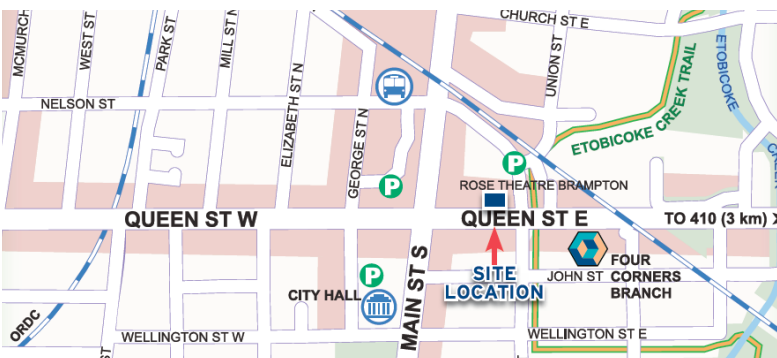 CHURCH ST E
MCMURCH
WEST ST
PARK ST
MILL ST N
UNION ST
ETOBICOKE
NELSON ST
ELIZABETH ST N
GEORGE ST N
ETOBICOKE CREEK TRAIL
P
P
ROSE THEATRE BRAMPTON
QUEEN ST W
QUEEN ST E
TO 410 (3 km)
SITE
LOCATION
FOUR
CORNERS
BRANCH
JOHN ST
P
CITY HALL
MAIN ST S
ORDC
WELLINGTON ST W
WELLINGTON ST E
ST